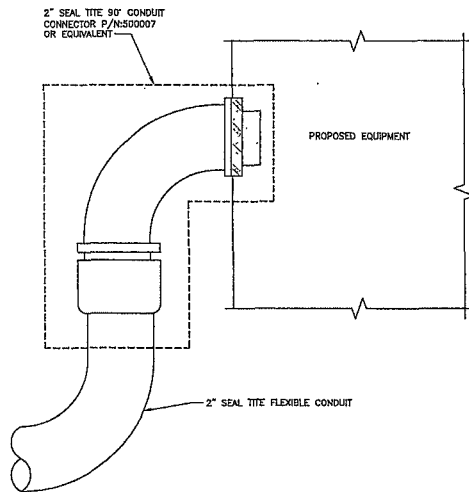 2" SEAL TITE 90° CONDUIT
CONNECTOR P/N:500007
OR EQUIVALENT
PROPOSED EQUIPMENT
2" SEAL TITE FLEXIBLE CONDUIT